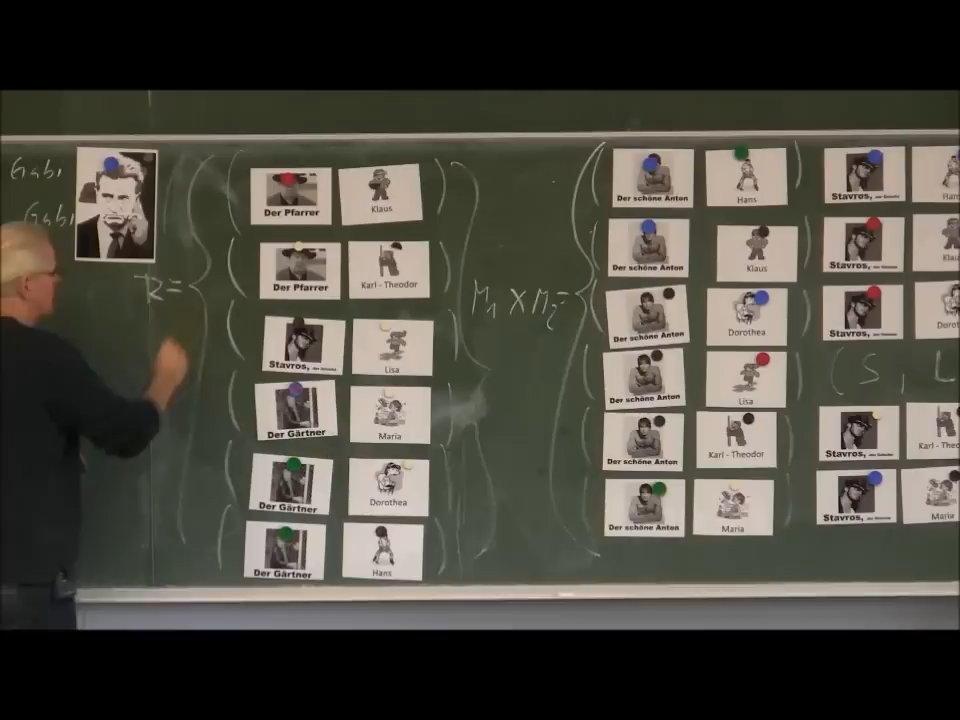 Gabi
Gabi
R =
Der Pfarrer
Klaus
Der Pfarrer
Karl - Theodor
Stavros,
Lisa
Der Gärtner
Maria
Der Gärtner
Dorothea
Der Gärtner
Hans
M₁ × M₂ =
Der schöne Anton
Hans
Stavros,
Der schöne Anton
Klaus
Stavros,
Der schöne Anton
Dorothea
Stavros,
Der schöne Anton
Lisa
(S, L
Der schöne Anton
Karl - Theodor
Stavros,
Karl - Theo
Der schöne Anton
Maria
Stavros,
Maria